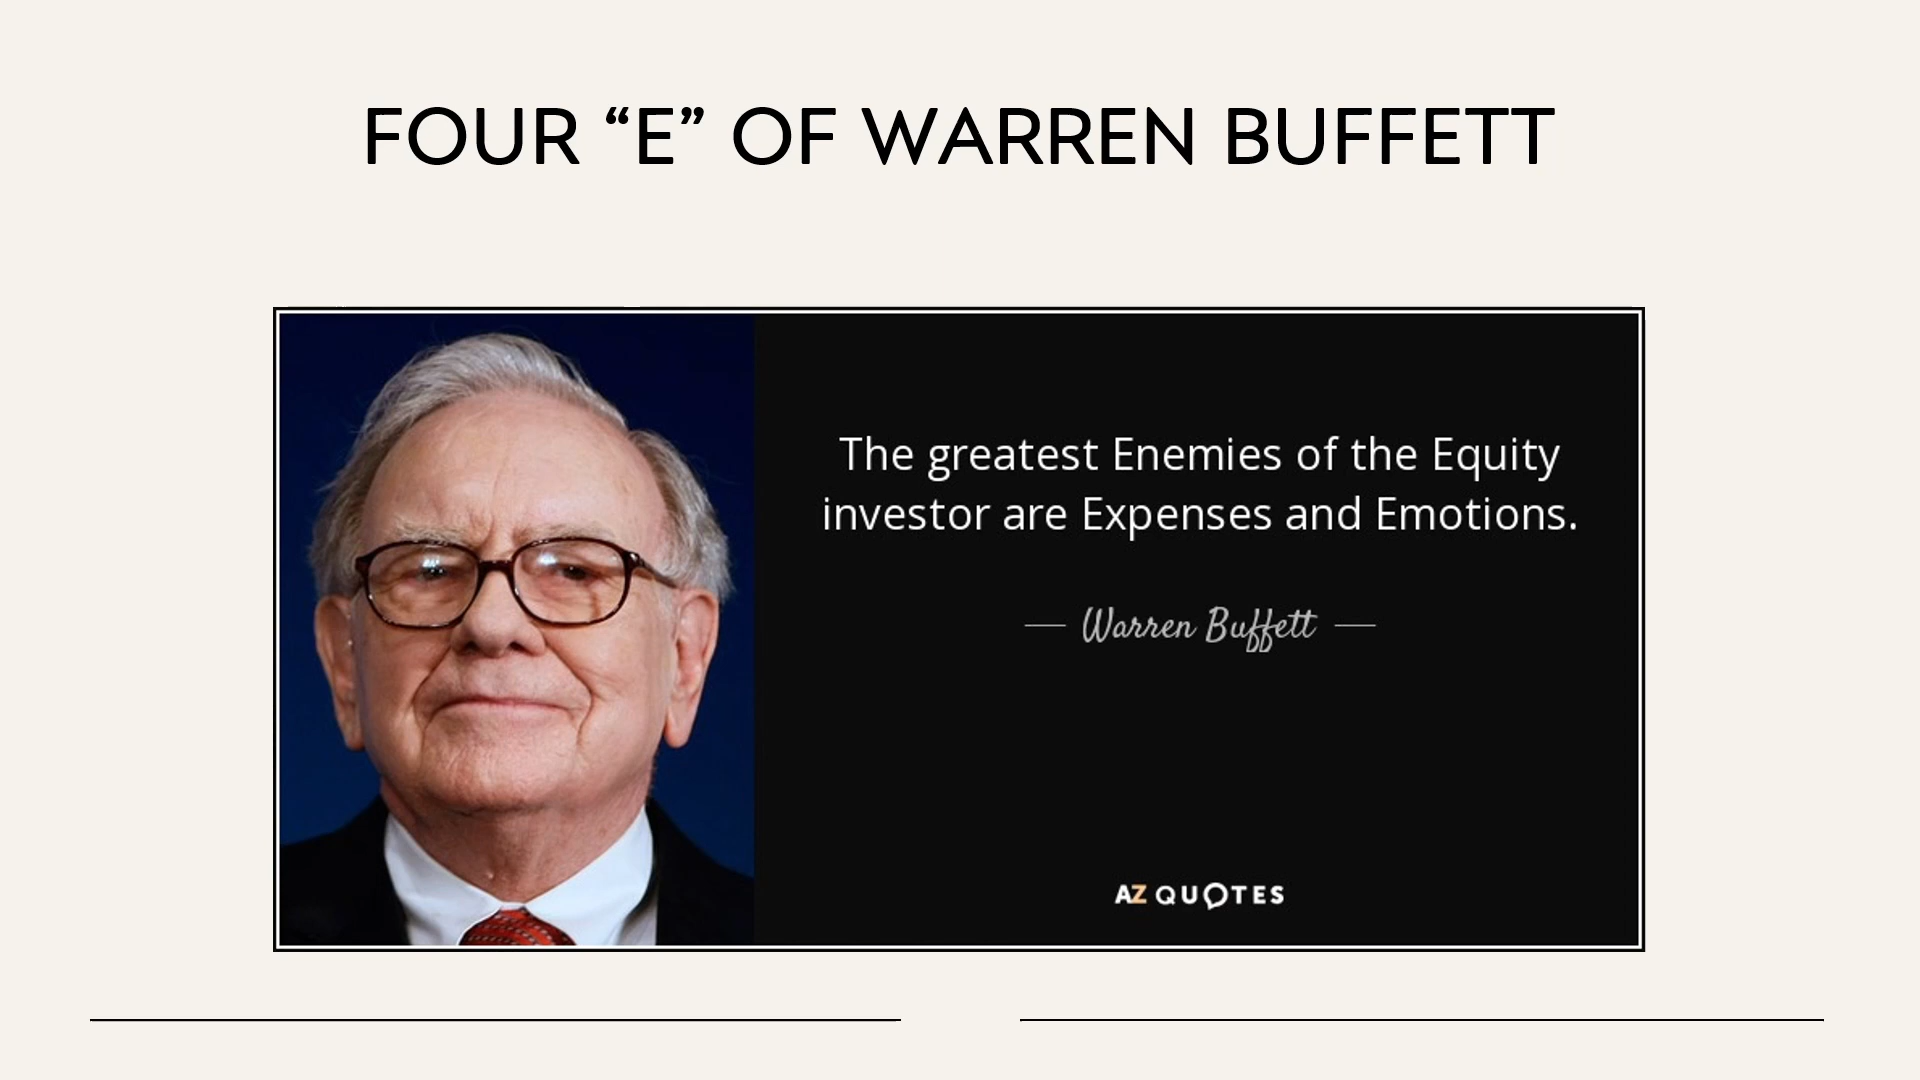 FOUR “E” OF WARREN BUFFETT
The greatest Enemies of the Equity
investor are Expenses and Emotions.
— Warren Buffett —
AZ QUOTES